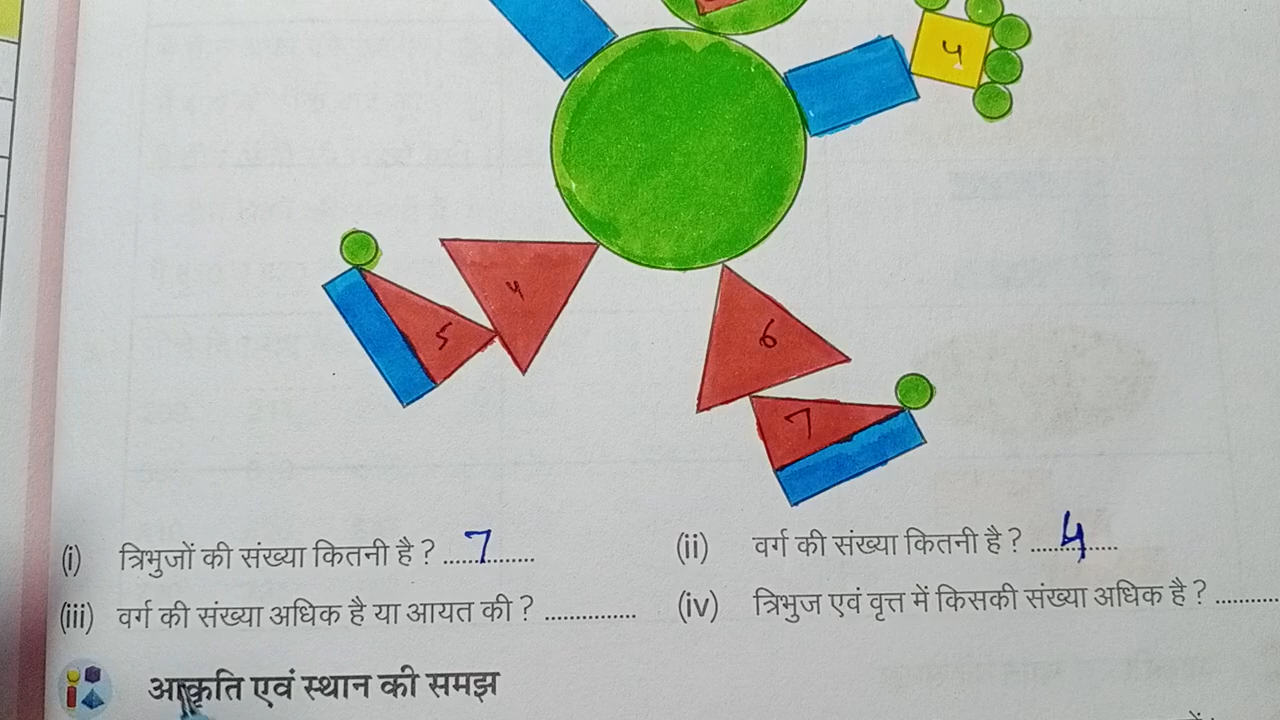 4
4
5
6
7
(i) त्रिभुजों की संख्या कितनी है ? ....7.... (ii) वर्ग की संख्या कितनी है ? ....4....
(iii) वर्ग की संख्या अधिक है या आयत की ? ............... (iv) त्रिभुज एवं वृत्त में किसकी संख्या अधिक है ? ..........
आकृति एवं स्थान की समझ